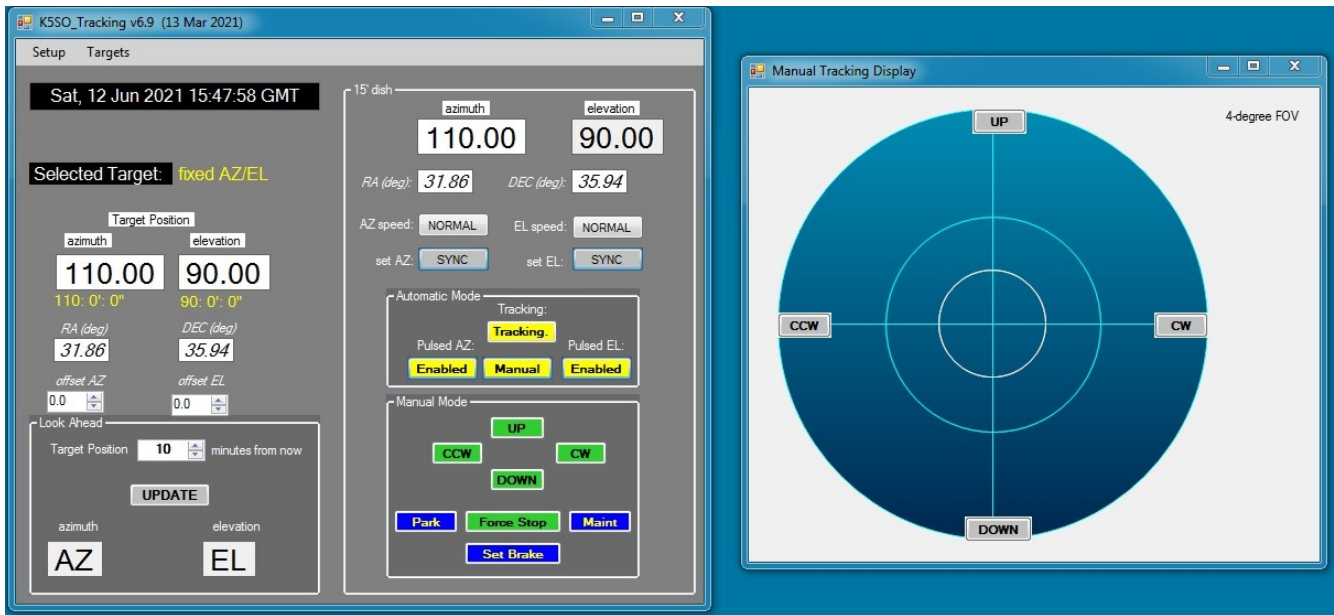 K5SO_Tracking v6.9 (13 Mar 2021)
Setup Targets
Sat, 12 Jun 2021 15:47:58 GMT
Selected Target: fixed AZ/EL
Target Position
azimuth elevation
110.00 90.00
110: 0': 0" 90: 0': 0"
RA (deg) DEC (deg)
31.86 35.94
offset AZ offset EL
0.0 0.0
Look Ahead
Target Position 10 minutes from now
UPDATE
azimuth elevation
AZ EL
15' dish
azimuth elevation
110.00 90.00
RA (deg): 31.86 DEC (deg): 35.94
AZ speed: NORMAL EL speed: NORMAL
set AZ: SYNC set EL: SYNC
Automatic Mode
Tracking:
Tracking.
Pulsed AZ: Pulsed EL:
Enabled Manual Enabled
Manual Mode
UP
CCW CW
DOWN
Park Force Stop Maint
Set Brake
Manual Tracking Display
4-degree FOV
UP
CCW CW
DOWN